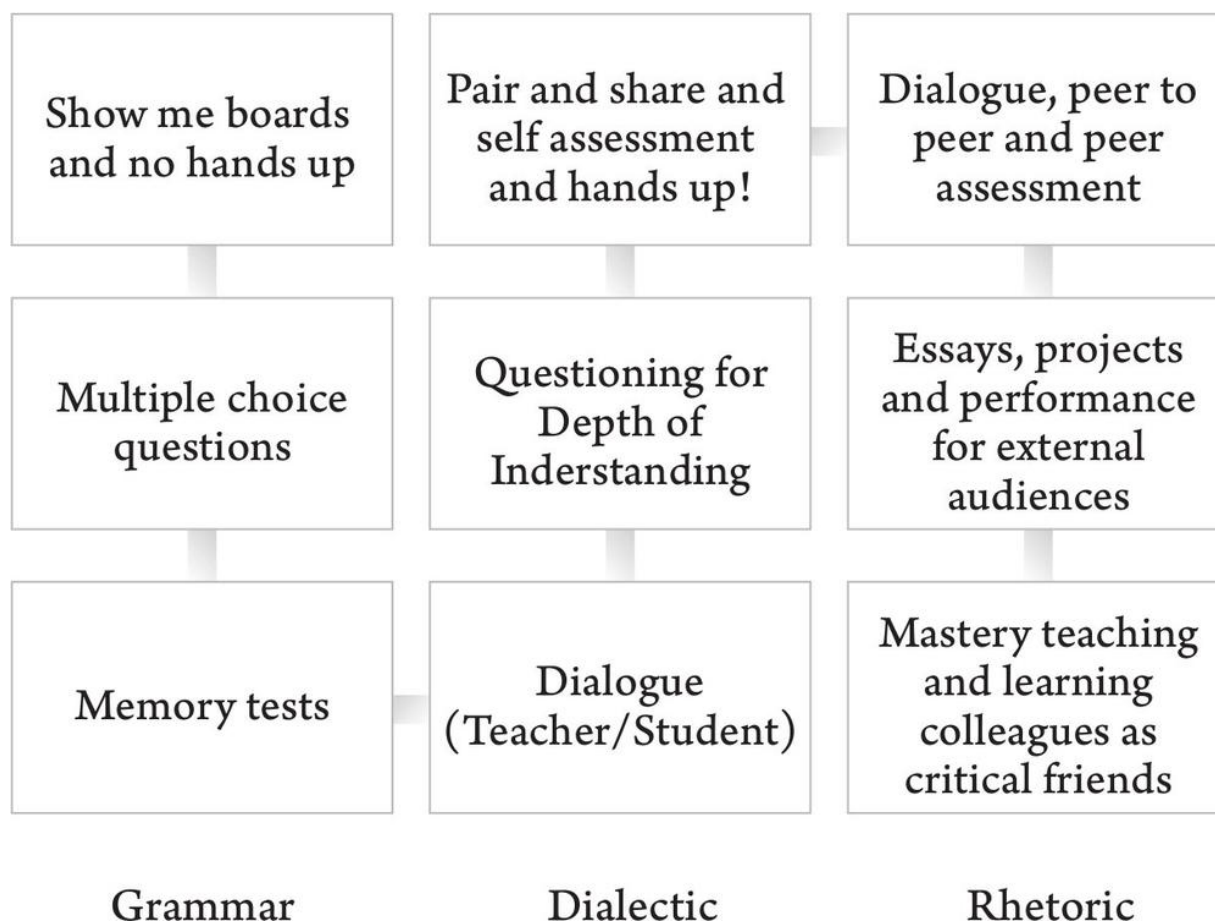 Show me boards
and no hands up
Multiple choice
questions
Memory tests
Grammar
Pair and share and
self assessment
and hands up!
Questioning for
Depth of
Inderstanding
Dialogue
(Teacher/Student)
Dialectic
Dialogue, peer to
peer and peer
assessment
Essays, projects
and performance
for external
audiences
Mastery teaching
and learning
colleagues as
critical friends
Rhetoric